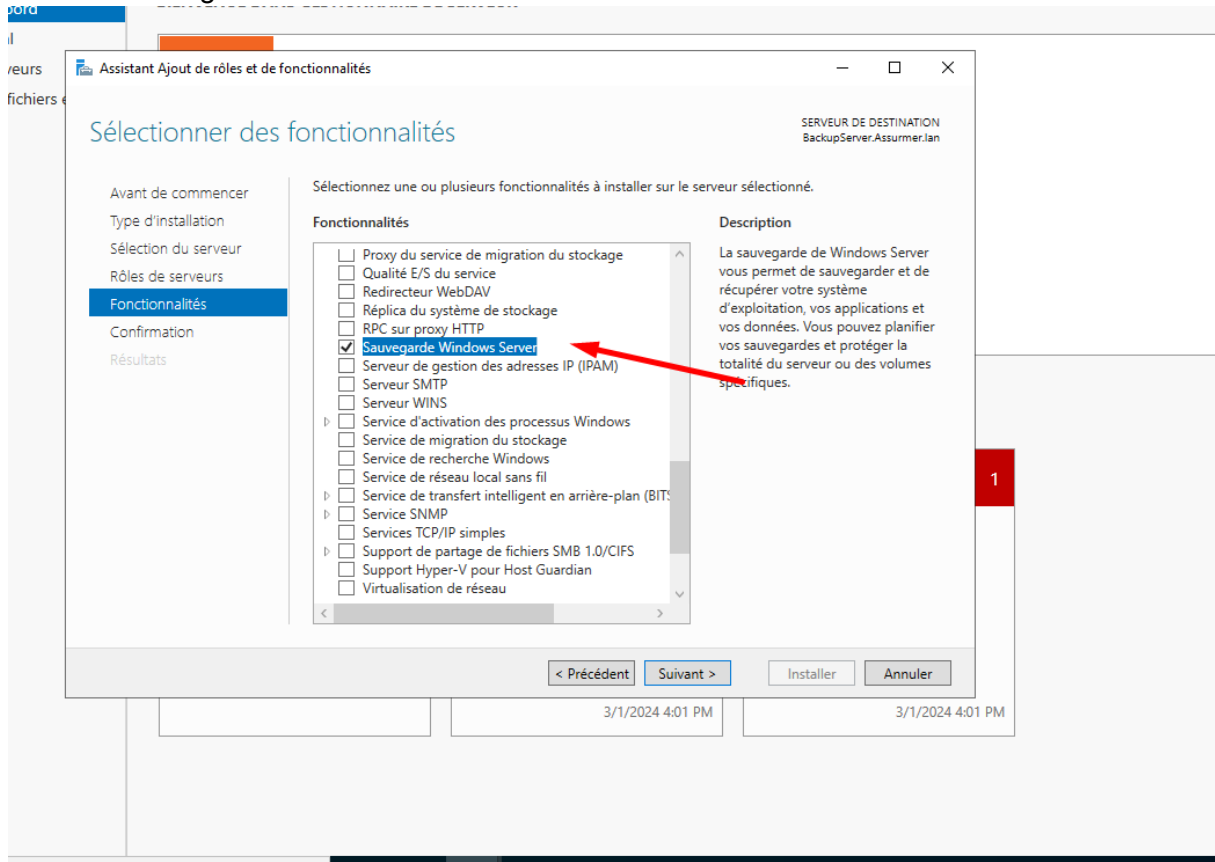 Assistant Ajout de rôles et de fonctionnalités
veurs
fichiers e
Sélectionner des fonctionnalités
SERVEUR DE DESTINATION
BackupServer.Assurmer.lan
Avant de commencer
Type d'installation
Sélection du serveur
Rôles de serveurs
Fonctionnalités
Confirmation
Résultats
Sélectionnez une ou plusieurs fonctionnalités à installer sur le serveur sélectionné.
Fonctionnalités
Proxy du service de migration du stockage
Qualité E/S du service
Redirecteur WebDAV
Réplica du système de stockage
RPC sur proxy HTTP
Sauvegarde Windows Server
Serveur de gestion des adresses IP (IPAM)
Serveur SMTP
Serveur WINS
Service d'activation des processus Windows
Service de migration du stockage
Service de recherche Windows
Service de réseau local sans fil
Service de transfert intelligent en arrière-plan (BITS
Service SNMP
Services TCP/IP simples
Support de partage de fichiers SMB 1.0/CIFS
Support Hyper-V pour Host Guardian
Virtualisation de réseau
Description
La sauvegarde de Windows Server
vous permet de sauvegarder et de
récupérer votre système
d'exploitation, vos applications et
vos données. Vous pouvez planifier
vos sauvegardes et protéger la
totalité du serveur ou des volumes
spécifiques.
< Précédent
Suivant >
Installer
Annuler
1
3/1/2024 4:01 PM
3/1/2024 4:01 PM